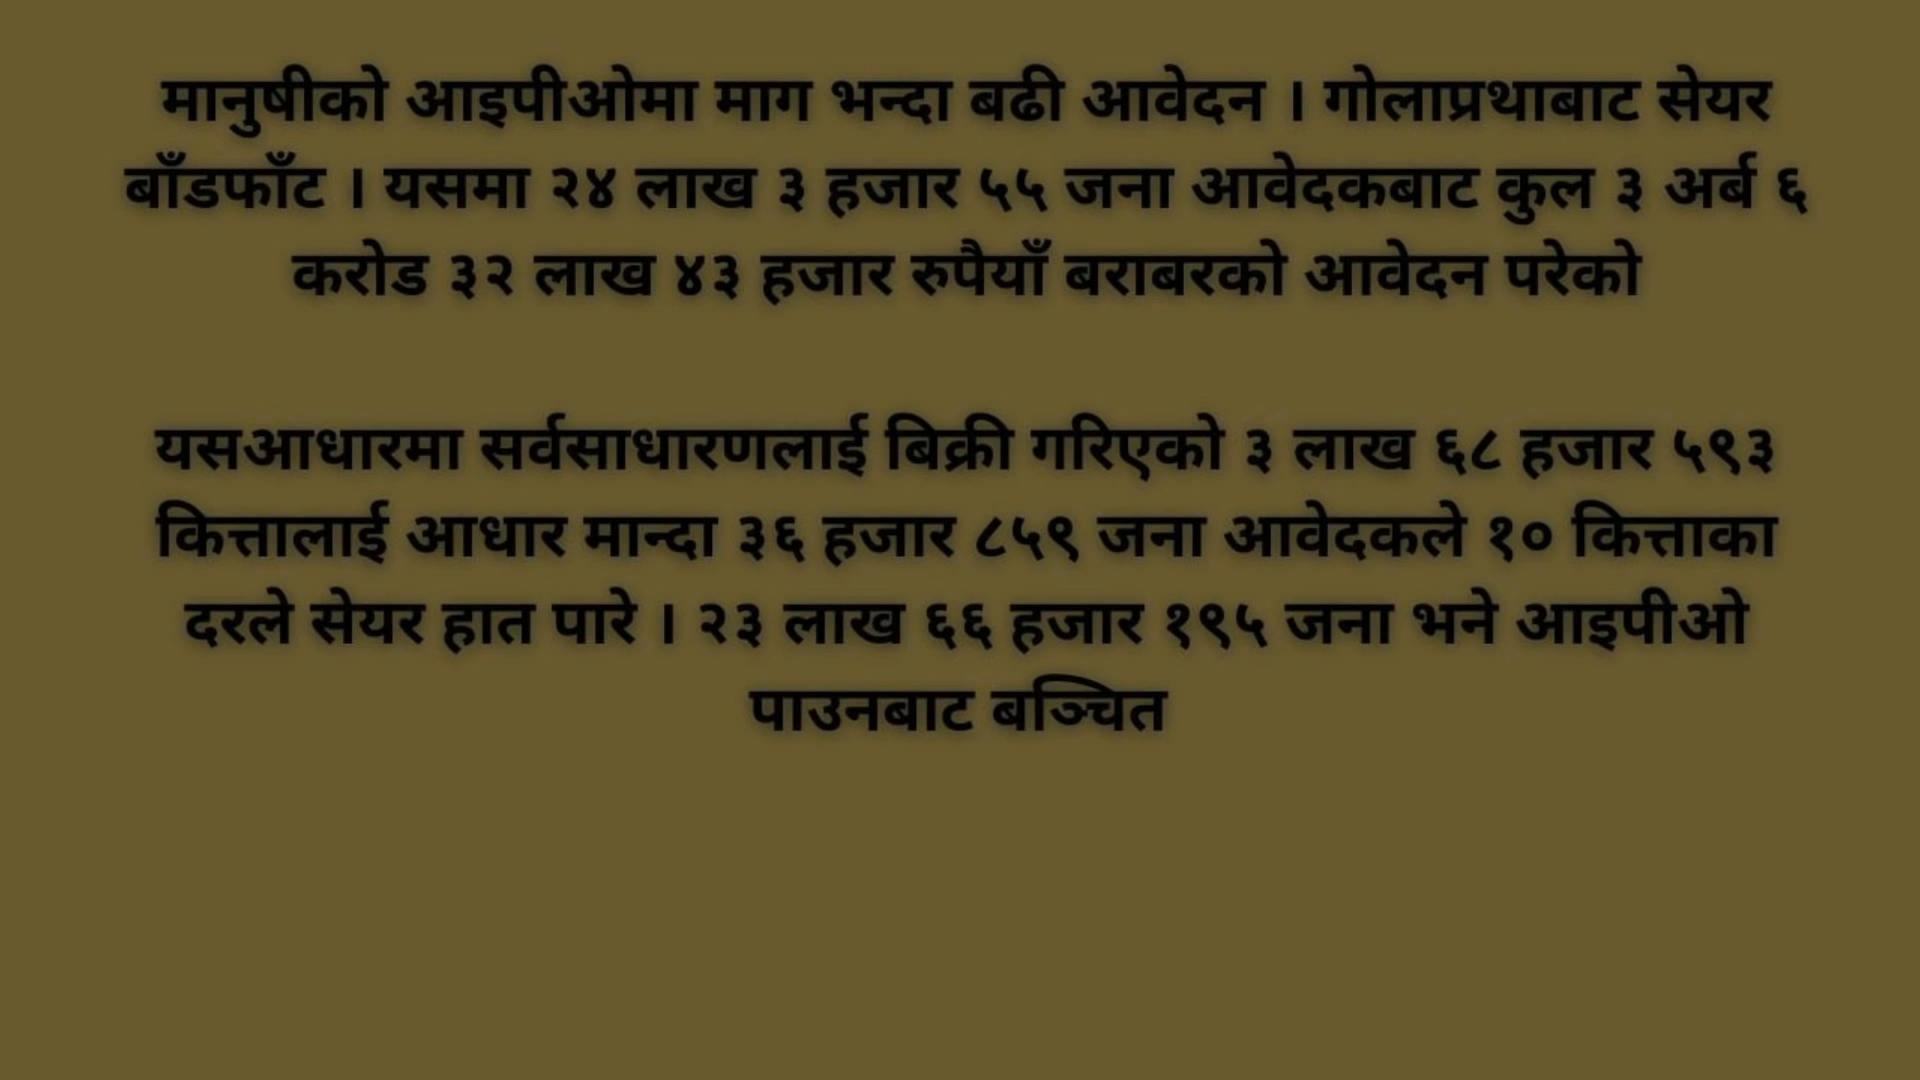 मानुषीको आइपीओमा माग भन्दा बढी आवेदन । गोलाप्रथाबाट सेयर
बाँडफाँट । यसमा २४ लाख ३ हजार ५५ जना आवेदकबाट कुल ३ अर्ब ६
करोड ३२ लाख ४३ हजार रुपैयाँ बराबरको आवेदन परेको
यसआधारमा सर्वसाधारणलाई बिक्री गरिएको ३ लाख ६८ हजार ५९३
कित्तालाई आधार मान्दा ३६ हजार ८५९ जना आवेदकले १० कित्ताका
दरले सेयर हात पारे । २३ लाख ६६ हजार १९५ जना भने आइपीओ
पाउनबाट बञ्चित